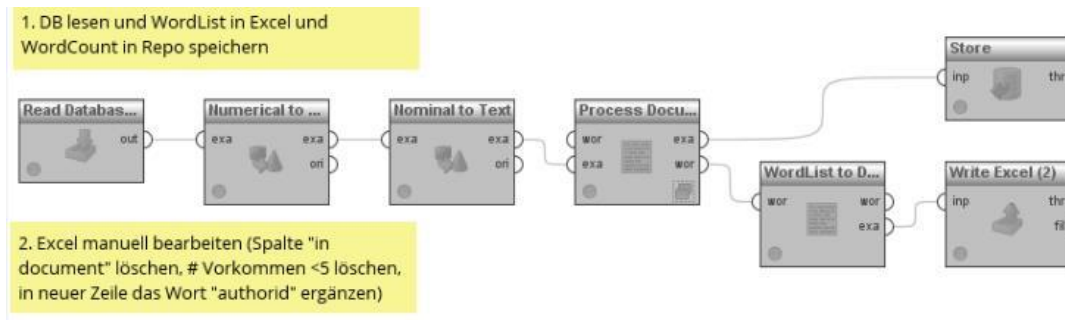 1. DB lesen und WordList in Excel und
WordCount in Repo speichern
Store
inp
thr
Read Databas...
out
Numerical to ...
exa
exa
ori
Nominal to Text
exa
exa
ori
Process Docu...
wor
exa
exa
wor
WordList to D...
wor
wor
exa
Write Excel (2)
inp
thr
fil
2. Excel manuell bearbeiten (Spalte "in
document" löschen, # Vorkommen <5 löschen,
in neuer Zeile das Wort "authorid" ergänzen)